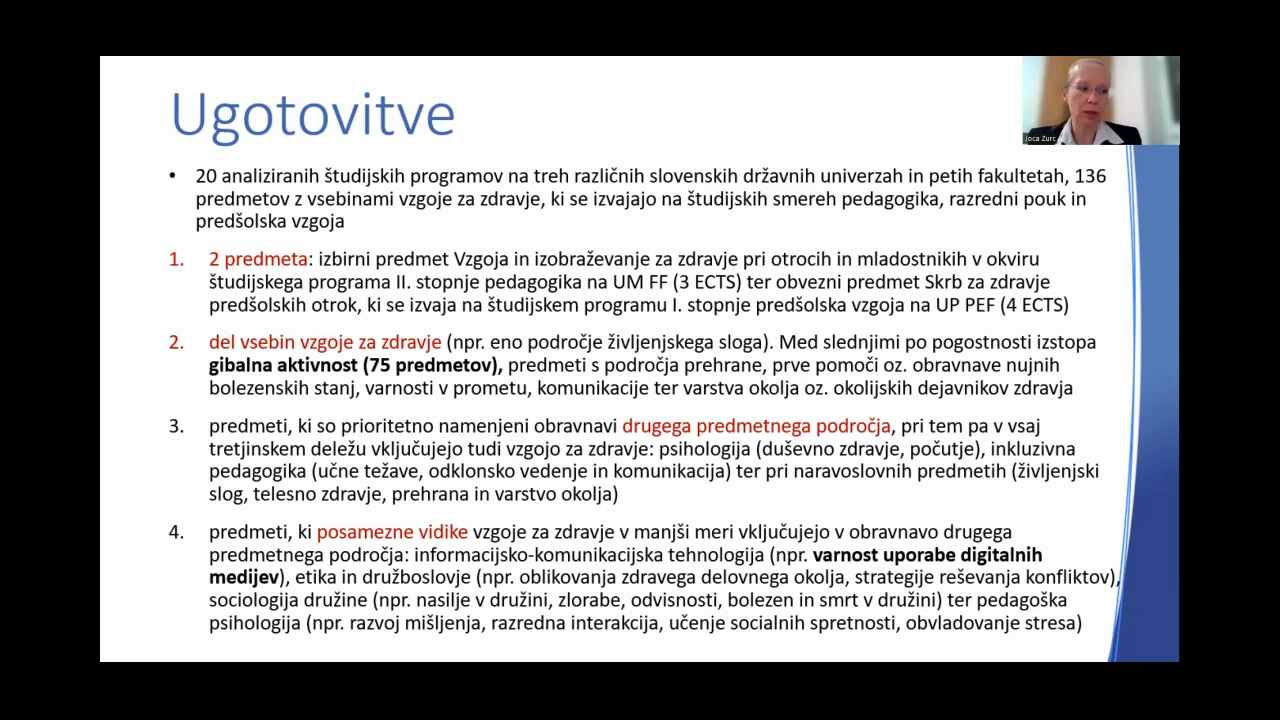 Ugotovitve
Joca Zurc
• 20 analiziranih študijskih programov na treh različnih slovenskih državnih univerzah in petih fakultetah, 136
predmetov z vsebinami vzgoje za zdravje, ki se izvajajo na študijskih smereh pedagogika, razredni pouk in
predšolska vzgoja
1. 2 predmeta: izbirni predmet Vzgoja in izobraževanje za zdravje pri otrocih in mladostnikih v okviru
študijskega programa II. stopnje pedagogika na UM FF (3 ECTS) ter obvezni predmet Skrb za zdravje
predšolskih otrok, ki se izvaja na študijskem programu I. stopnje predšolska vzgoja na UP PEF (4 ECTS)
2. del vsebin vzgoje za zdravje (npr. eno področje življenjskega sloga). Med slednjimi po pogostnosti izstopa
gibalna aktivnost (75 predmetov), predmeti s področja prehrane, prve pomoči oz. obravnave nujnih
bolezenskih stanj, varnosti v prometu, komunikacije ter varstva okolja oz. okolijskih dejavnikov zdravja
3. predmeti, ki so prioritetno namenjeni obravnavi drugega predmetnega področja, pri tem pa v vsaj
tretjinskem deležu vključujejo tudi vzgojo za zdravje: psihologija (duševno zdravje, počutje), inkluzivna
pedagogika (učne težave, odklonsko vedenje in komunikacija) ter pri naravoslovnih predmetih (življenjski
slog, telesno zdravje, prehrana in varstvo okolja)
4. predmeti, ki posamezne vidike vzgoje za zdravje v manjši meri vključujejo v obravnavo drugega
predmetnega področja: informacijsko-komunikacijska tehnologija (npr. varnost uporabe digitalnih
medijev), etika in družboslovje (npr. oblikovanja zdravega delovnega okolja, strategije reševanja konfliktov),
sociologija družine (npr. nasilje v družini, zlorabe, odvisnosti, bolezen in smrt v družini) ter pedagoška
psihologija (npr. razvoj mišljenja, razredna interakcija, učenje socialnih spretnosti, obvladovanje stresa)